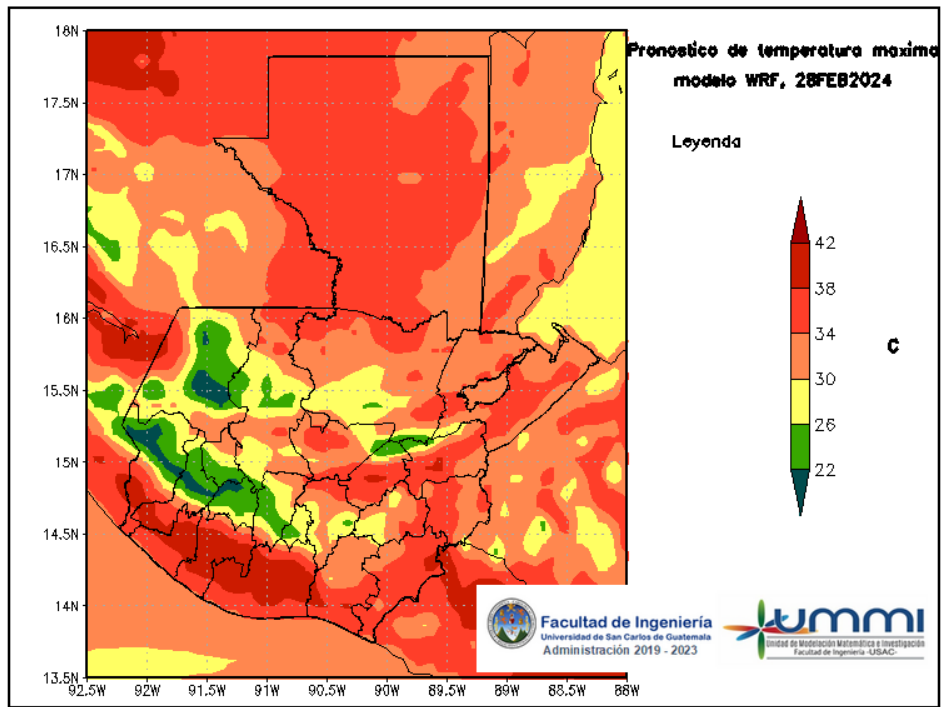 Pronostico de temperatura maxima
modelo WRF, 28FEB2024
Leyenda
18N
17.5N
17N
16.5N
16N
15.5N
15N
14.5N
14N
13.5N
92.5W
92W
91.5W
91W
90.5W
90W
89.5W
89W
88.5W
88W
42
38
34
30
26
22
C
Facultad de Ingeniería
Universidad de San Carlos de Guatemala
Administración 2019 - 2023
UMMI
Unidad de Modelación Matemática e Investigación
Facultad de Ingeniería -USAC-